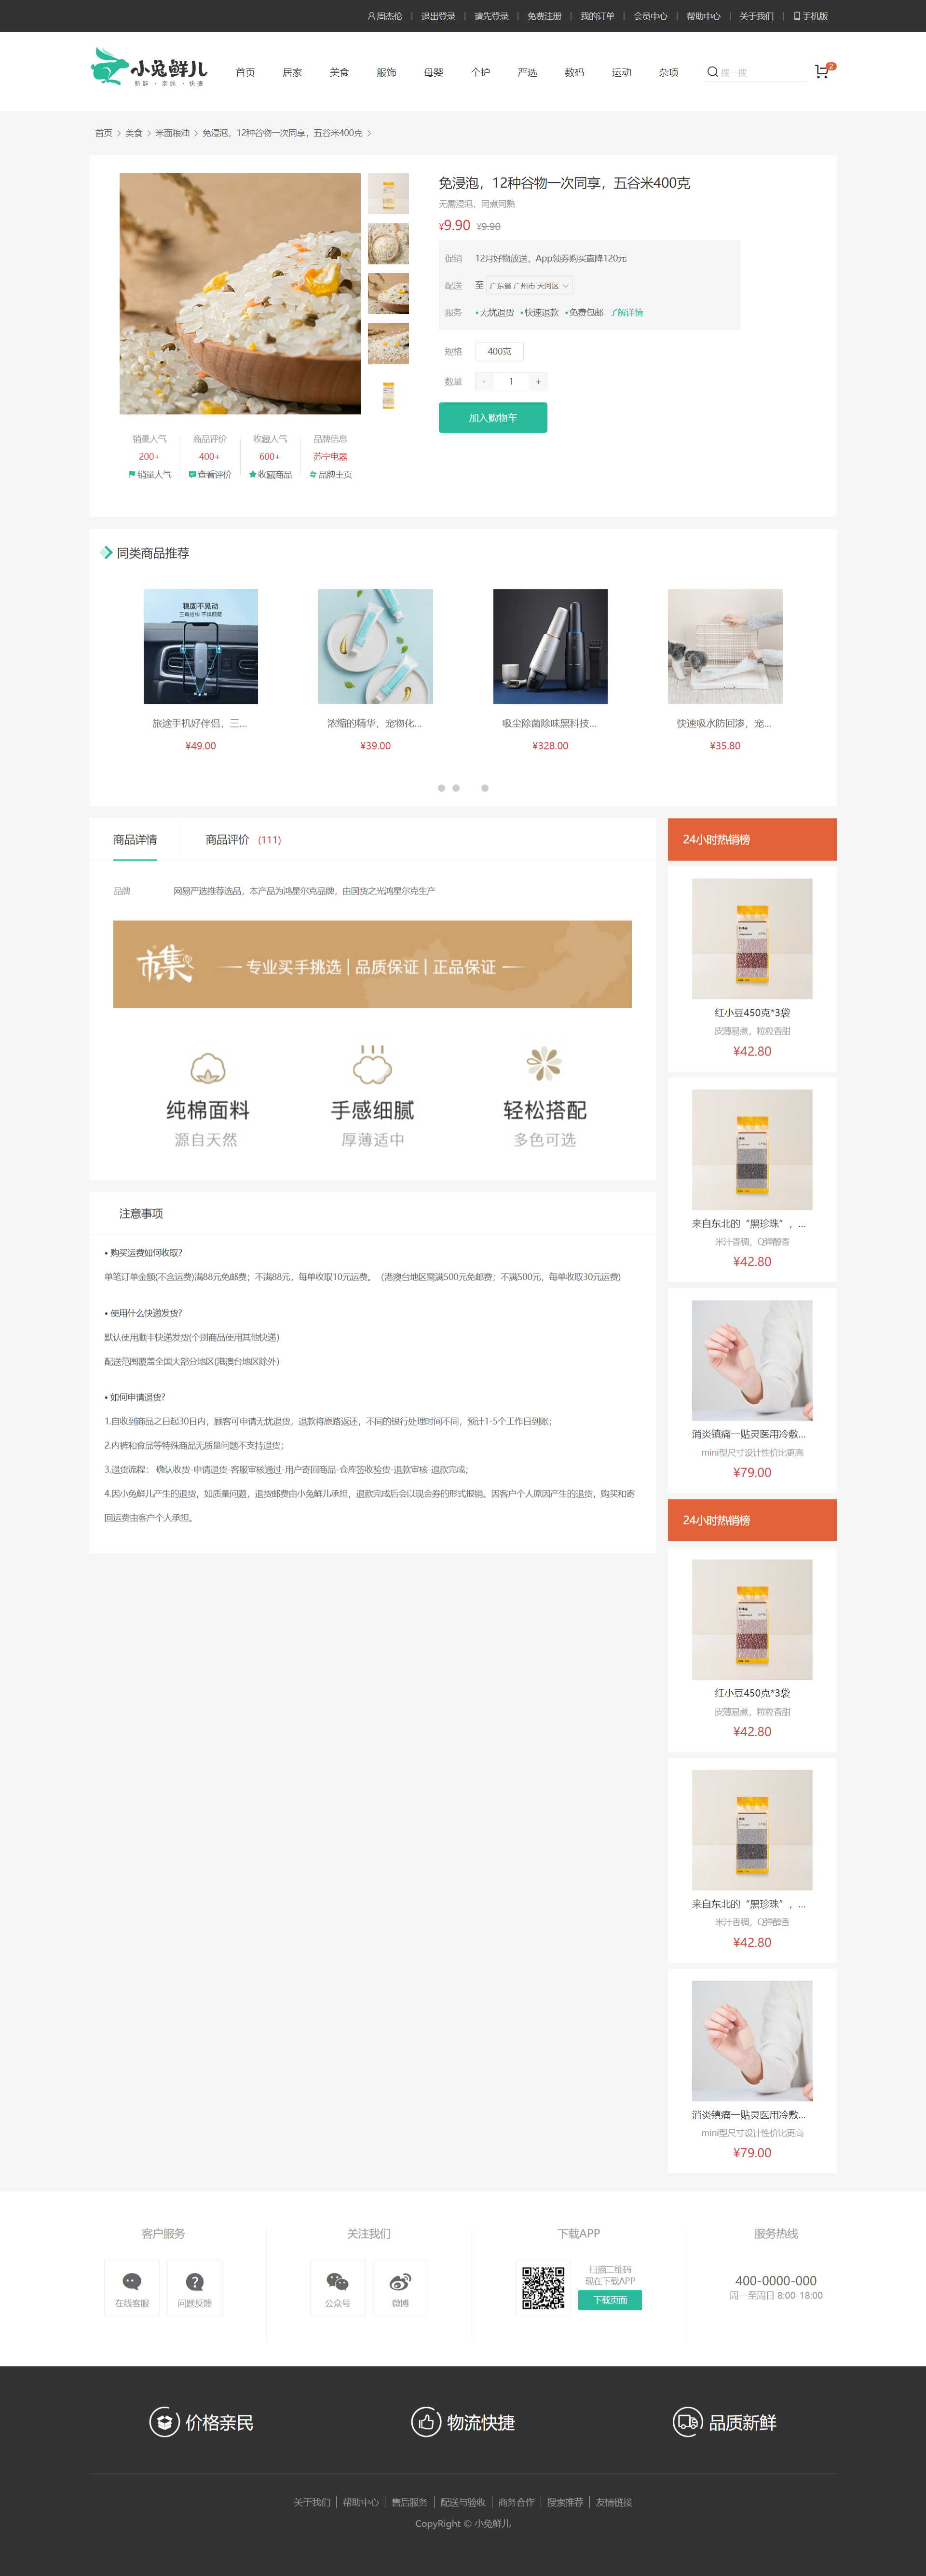 周杰伦 退出登录 请先登录 免费注册 我的订单 会员中心 帮助中心 关于我们 手机版
小兔鲜儿
新鲜·亲民·快捷
首页 居家 美食 服饰 母婴 个护 严选 数码 运动 杂项 搜一搜 2
首页 > 美食 > 米面粮油 > 免浸泡，12种谷物一次同享，五谷米400克 >
免浸泡，12种谷物一次同享，五谷米400克
无需浸泡，同煮同熟
¥9.90 ¥9.90
促销 12月好物放送，App领券购买直降120元
配送 至 广东省 广州市 天河区
服务 •无忧退货 •快速退款 •免费包邮 了解详情
规格 400克
数量 - 1 +
加入购物车
销量人气 商品评价 收藏人气 品牌信息
200+ 400+ 600+ 苏宁电器
销量人气 查看评价 收藏商品 品牌主页
同类商品推荐
稳固不晃动
三角结构 不惧颠簸
旅途手机好伴侣，三... 浓缩的精华，宠物化... 吸尘除菌除味黑科技... 快速吸水防回渗，宠...
¥49.00 ¥39.00 ¥328.00 ¥35.80
商品详情 商品评价 (111)
品牌 网易严选推荐选品，本产品为鸿星尔克品牌，由国货之光鸿星尔克生产
市集 专业买手挑选 | 品质保证 | 正品保证
纯棉面料 手感细腻 轻松搭配
源自天然 厚薄适中 多色可选
注意事项
• 购买运费如何收取?
单笔订单金额(不含运费)满88元免邮费；不满88元，每单收取10元运费。 (港澳台地区需满500元免邮费；不满500元，每单收取30元运费)
• 使用什么快递发货?
默认使用顺丰快递发货(个别商品使用其他快递)
配送范围覆盖全国大部分地区(港澳台地区除外)
• 如何申请退货?
1.自收到商品之日起30日内，顾客可申请无忧退货，退款将原路返还，不同的银行处理时间不同，预计1-5个工作日到账；
2.内裤和食品等特殊商品无质量问题不支持退货；
3.退货流程： 确认收货-申请退货-客服审核通过-用户寄回商品-仓库签收验货-退款审核-退款完成；
4.因小兔鲜儿产生的退货，如质量问题，退货邮费由小兔鲜儿承担，退款完成后会以现金券的形式报销。因客户个人原因产生的退货，购买和寄
回运费由客户个人承担。
24小时热销榜
红小豆450克*3袋
皮薄易煮，粒粒香甜
¥42.80
来自东北的“黑珍珠”，...
米汁香稠，Q弹醇香
¥42.80
消炎镇痛一贴灵医用冷敷...
mini型尺寸设计性价比更高
¥79.00
24小时热销榜
红小豆450克*3袋
皮薄易煮，粒粒香甜
¥42.80
来自东北的“黑珍珠”，...
米汁香稠，Q弹醇香
¥42.80
消炎镇痛一贴灵医用冷敷...
mini型尺寸设计性价比更高
¥79.00
客户服务 关注我们 下载APP 服务热线
在线客服 问题反馈 公众号 微博
扫描二维码
现在下载APP
下载页面
400-0000-000
周一至周日 8:00-18:00
价格亲民 物流快捷 品质新鲜
关于我们 | 帮助中心 | 售后服务 | 配送与验收 | 商务合作 | 搜索推荐 | 友情链接
CopyRight © 小兔鲜儿